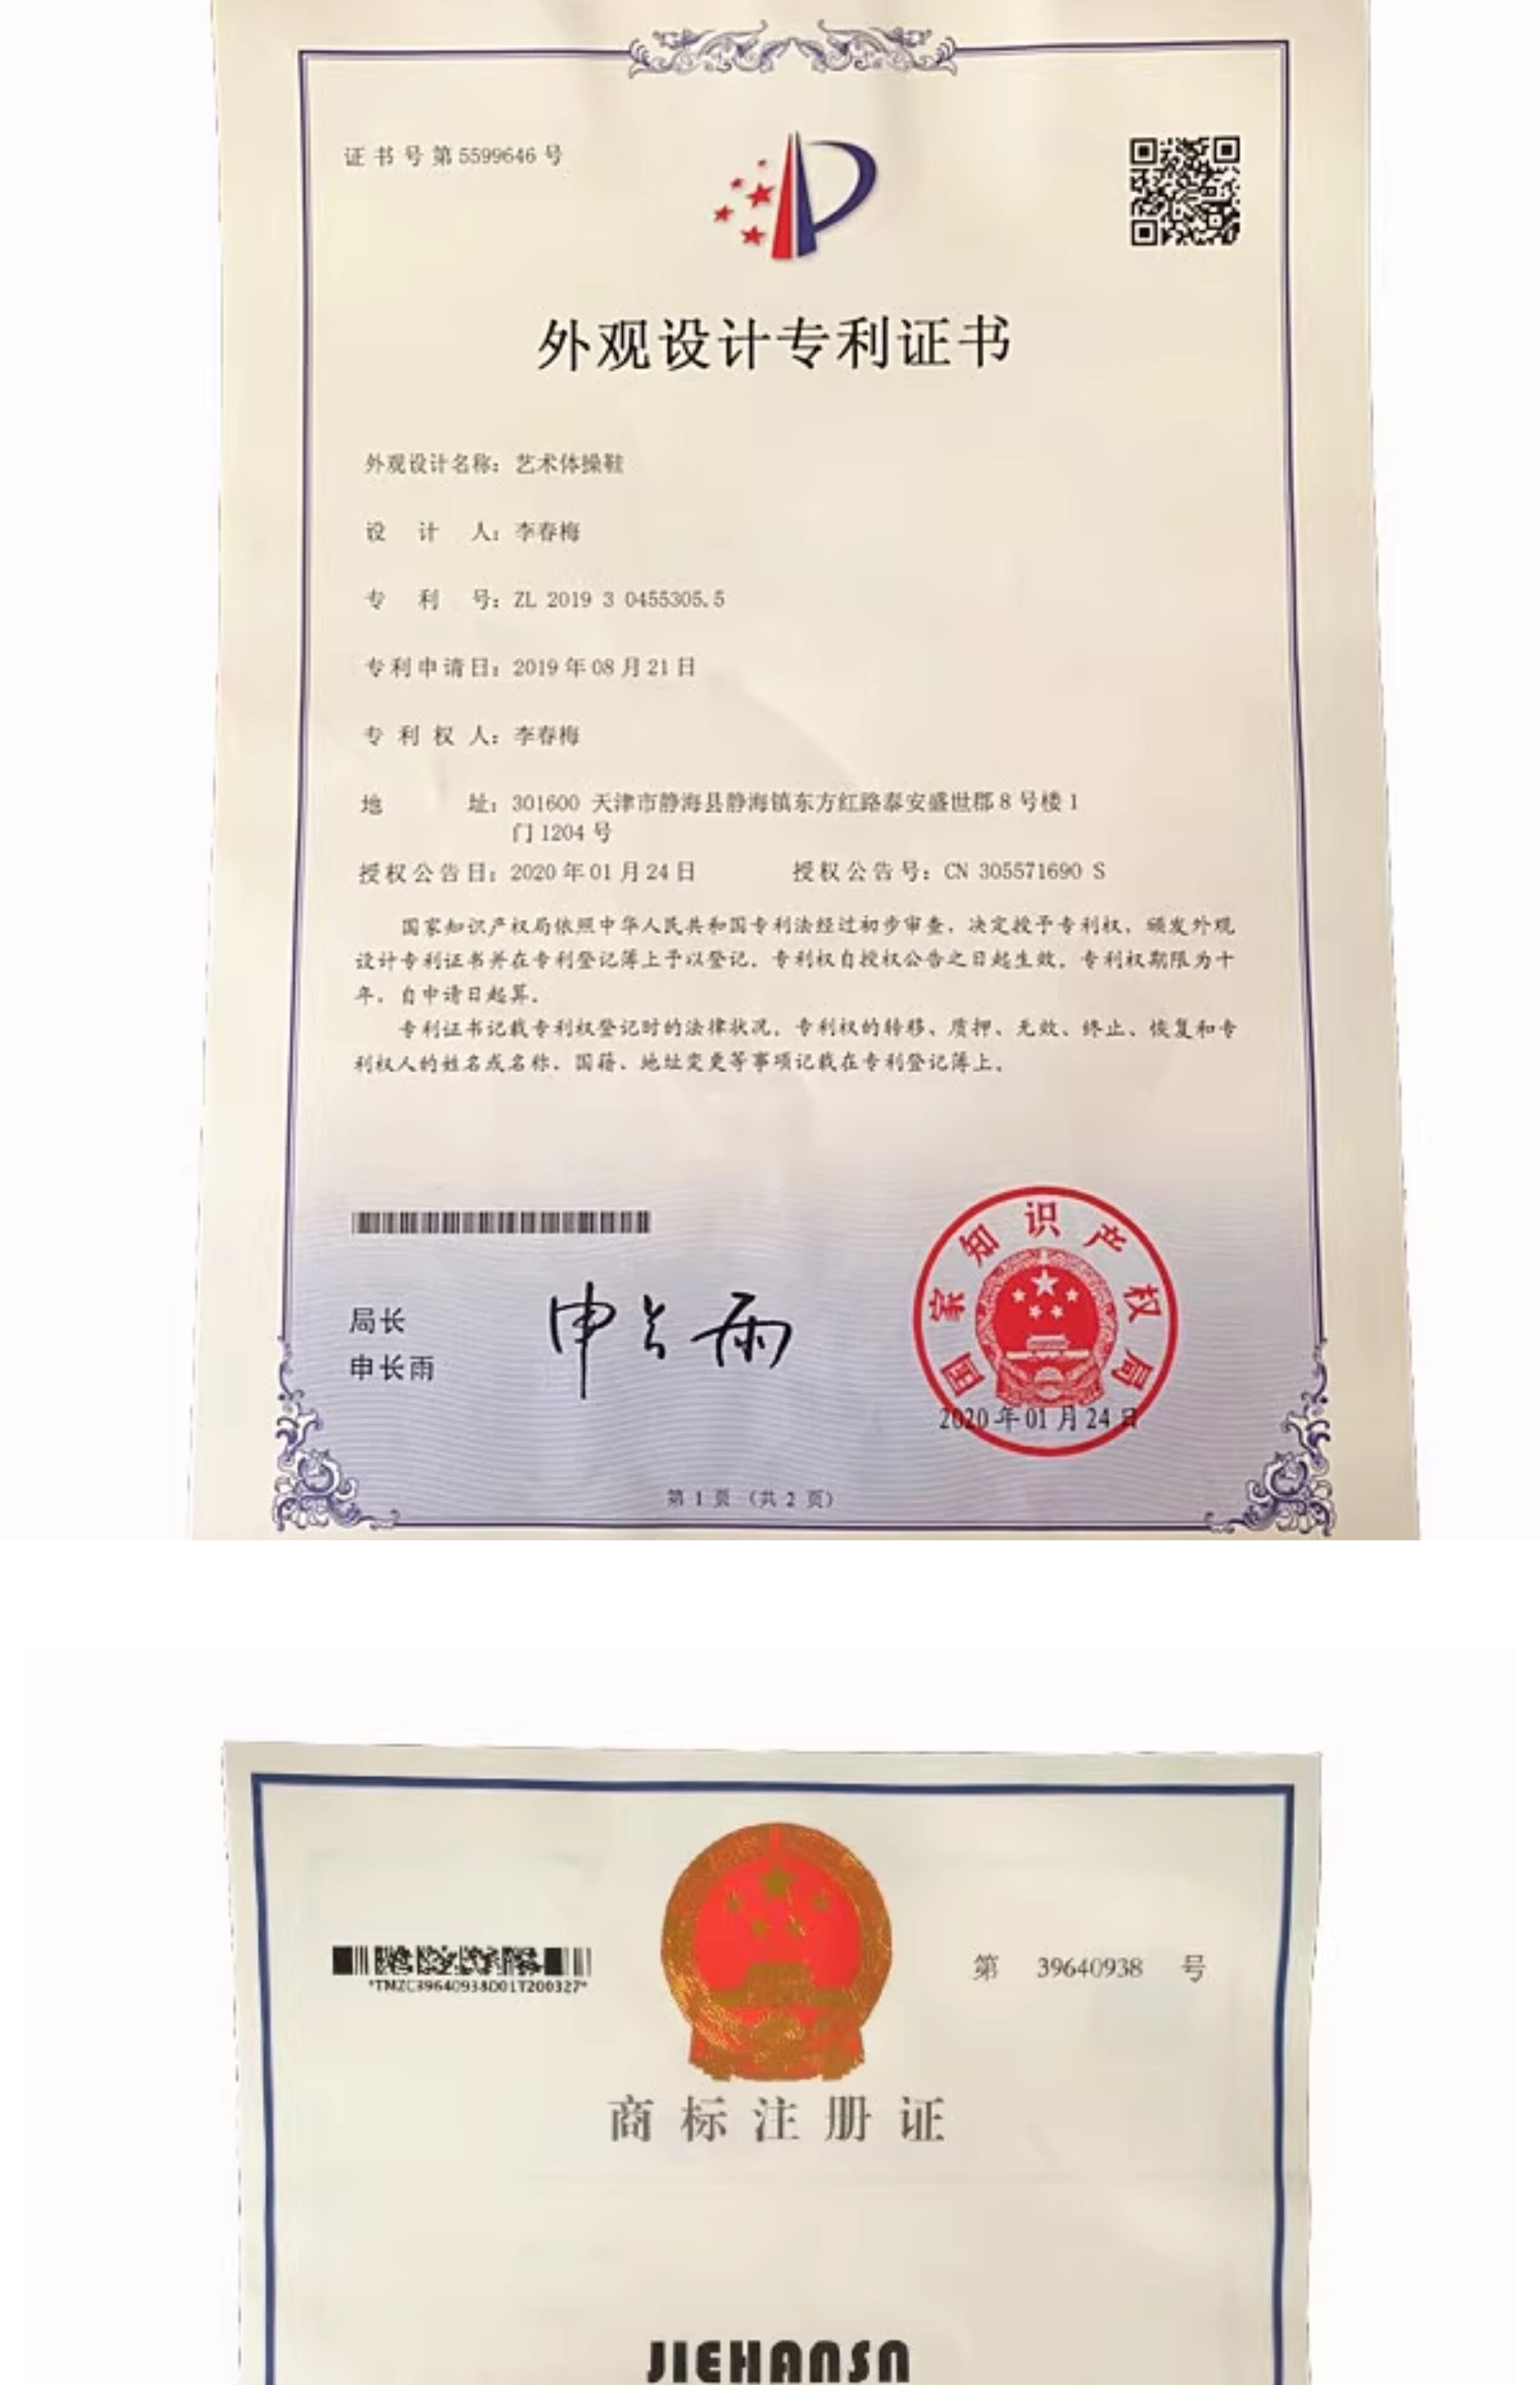 证书号第5599646号
外观设计专利证书
外观设计名称：艺术体操鞋
设计人：李春梅
专利号：ZL 2019 3 0455305.5
专利申请日：2019年08月21日
专利权人：李春梅
地址：301600 天津市静海县静海镇东方红路泰安盛世郡8号楼1
门1204号
授权公告日：2020年01月24日 授权公告号：CN 305571690 S
国家知识产权局依照中华人民共和国专利法经过初步审查，决定授予专利权，颁发外观
设计专利证书并在专利登记簿上予以登记。专利权自授权公告之日起生效。专利权期限为十
年，自申请日起算。
专利证书记载专利权登记时的法律状况。专利权的转移、质押、无效、终止、恢复和专
利权人的姓名或名称、国籍、地址变更等事项记载在专利登记簿上。
局长
申长雨
申长雨
国家知识产权局
2020年01月24日
第1页（共2页）
*TMZC39640938D01T200327*
第 39640938 号
商标注册证
JIEHANSN